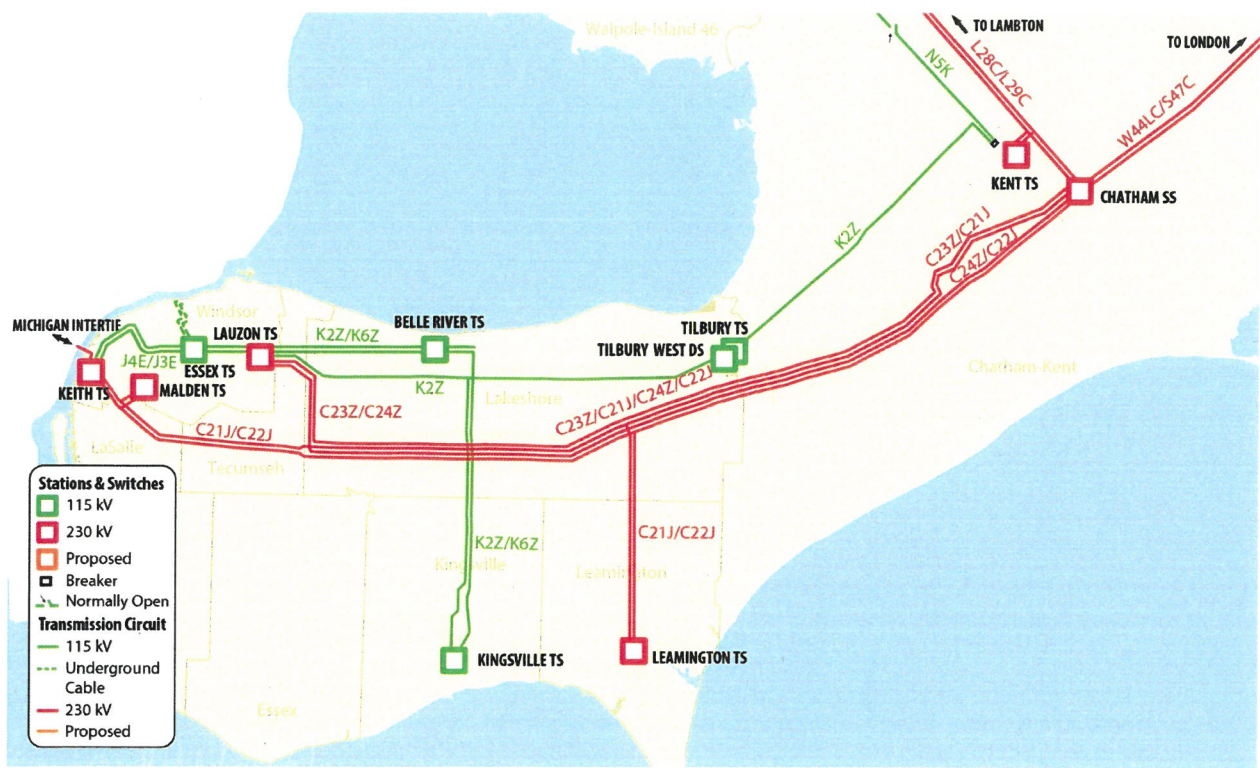 Walpole Island 46
TO LAMBTON
TO LONDON
N5K
L28C/L29C
W44LC/S47C
KENT TS
CHATHAM SS
K2Z
C23Z/C21J
C24Z/C22J
Windsor
MICHIGAN INTERTIE
LAUZON TS
K2Z/K6Z
BELLE RIVER TS
TILBURY TS
TILBURY WEST DS
J4E/J3E
ESSEX TS
KEITH TS
MALDEN TS
K2Z
Lakeshore
Chatham-Kent
C23Z/C24Z
C23Z/C21J/C24Z/C22J
C21J/C22J
LaSalle
Tecumseh
Stations & Switches
115 kV
230 kV
Proposed
Breaker
Normally Open
Transmission Circuit
115 kV
Underground
Cable
230 kV
Proposed
K2Z/K6Z
C21J/C22J
Kingsville
Leamington
KINGSVILLE TS
LEAMINGTON TS
Essex